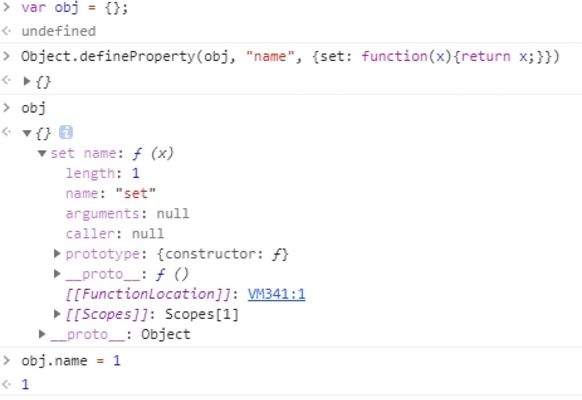 > var obj = {};
<· undefined
> Object.defineProperty(obj, "name", {set: function(x){return x;}})
<· ▶{}
> obj
<· ▼{} i
▼set name: ƒ (x)
length: 1
name: "set"
arguments: null
caller: null
▶prototype: {constructor: ƒ}
▶__proto__: ƒ ()
[[FunctionLocation]]: VM341:1
▶[[Scopes]]: Scopes[1]
▶__proto__: Object
> obj.name = 1
<· 1